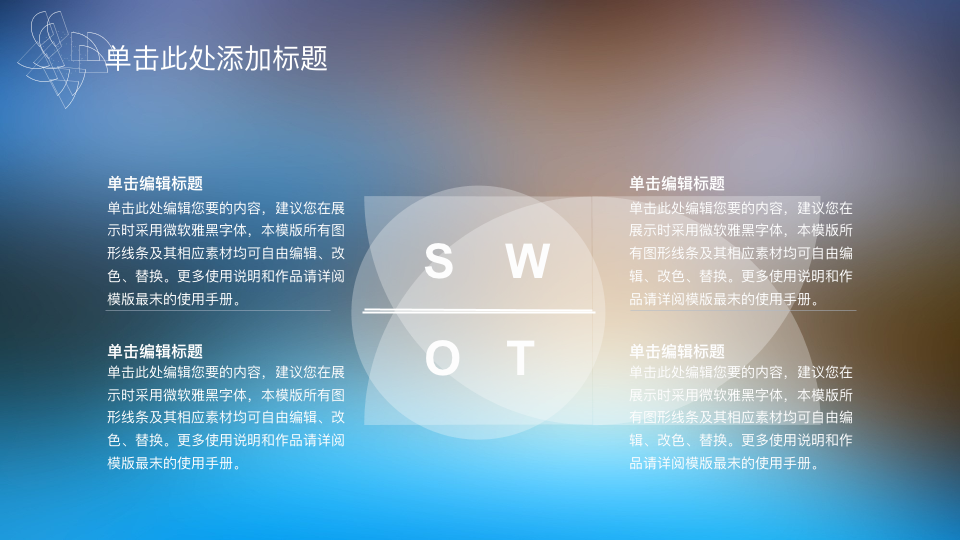 单击此处添加标题
单击编辑标题
单击此处编辑您要的内容，建议您在展
示时采用微软雅黑字体，本模版所有图
形线条及其相应素材均可自由编辑、改
色、替换。更多使用说明和作品请详阅
模版最末的使用手册。
单击编辑标题
单击此处编辑您要的内容，建议您在展
示时采用微软雅黑字体，本模版所有图
形线条及其相应素材均可自由编辑、改
色、替换。更多使用说明和作品请详阅
模版最末的使用手册。
S W
O T
单击编辑标题
单击此处编辑您要的内容，建议您在
展示时采用微软雅黑字体，本模版所
有图形线条及其相应素材均可自由编
辑、改色、替换。更多使用说明和作
品请详阅模版最末的使用手册。
单击编辑标题
单击此处编辑您要的内容，建议您在
展示时采用微软雅黑字体，本模版所
有图形线条及其相应素材均可自由编
辑、改色、替换。更多使用说明和作
品请详阅模版最末的使用手册。